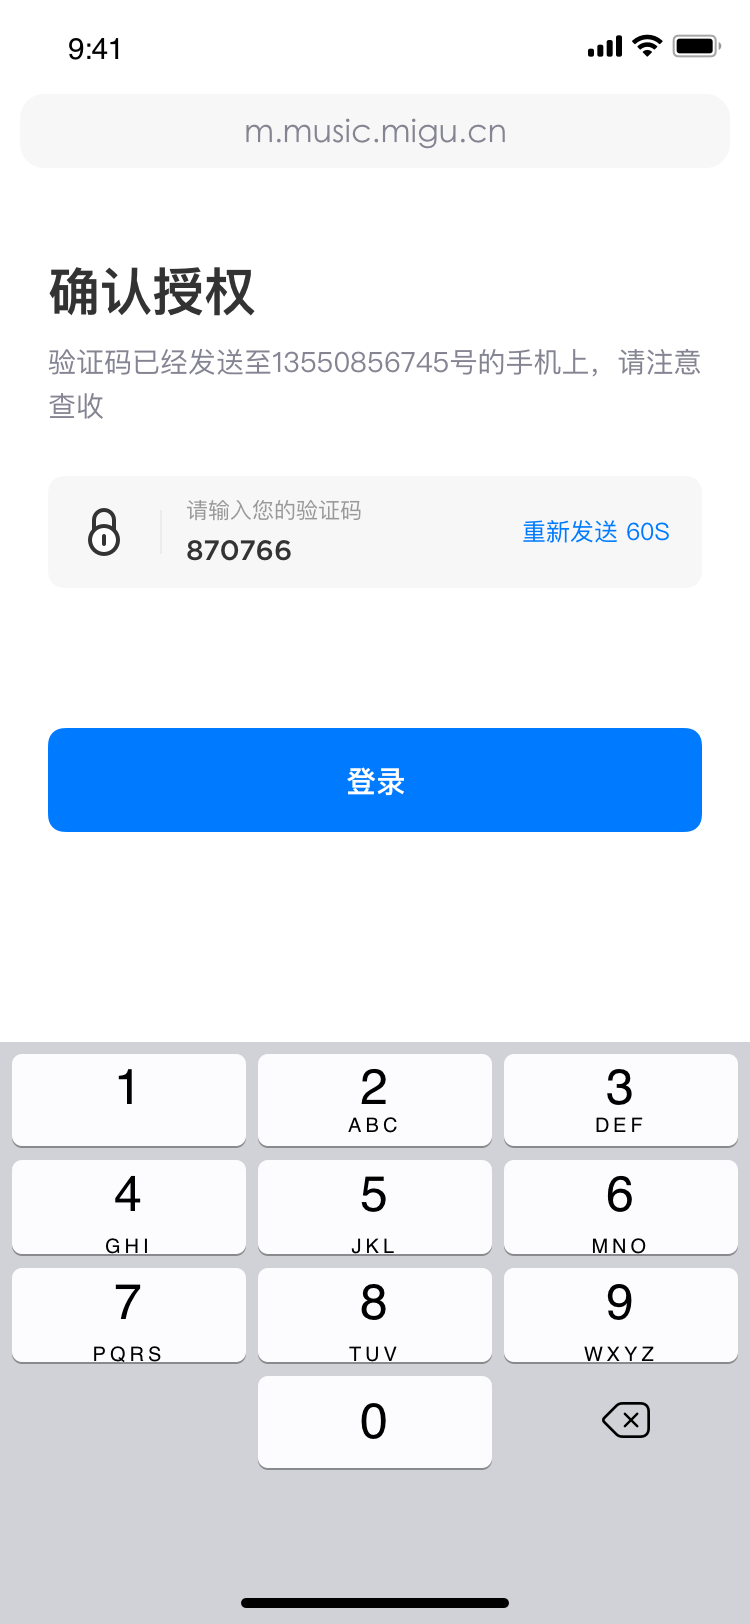 9:41
m.music.migu.cn
确认授权
验证码已经发送至13550856745号的手机上，请注意
查收
请输入您的验证码
870766
重新发送 60S
登录
1
2
ABC
3
DEF
4
GHI
5
JKL
6
MNO
7
PQRS
8
TUV
9
WXYZ
0